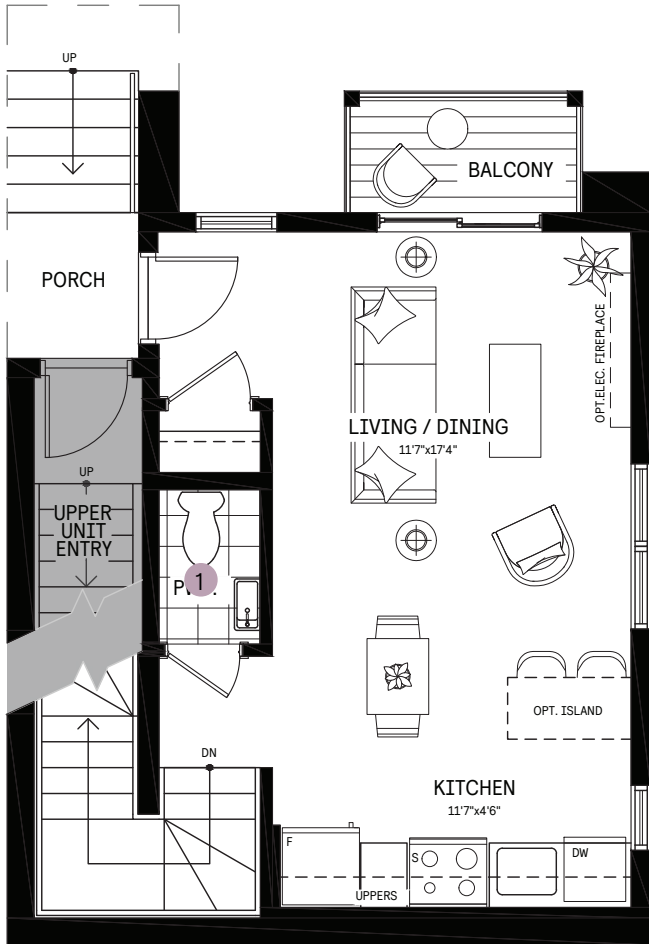 UP
BALCONY
PORCH
OPT.ELEC. FIREPLACE
LIVING / DINING
11'7"x17'4"
UP
UPPER
UNIT
ENTRY
1
OPT. ISLAND
DN
KITCHEN
11'7"x4'6"
F
S
DW
UPPERS